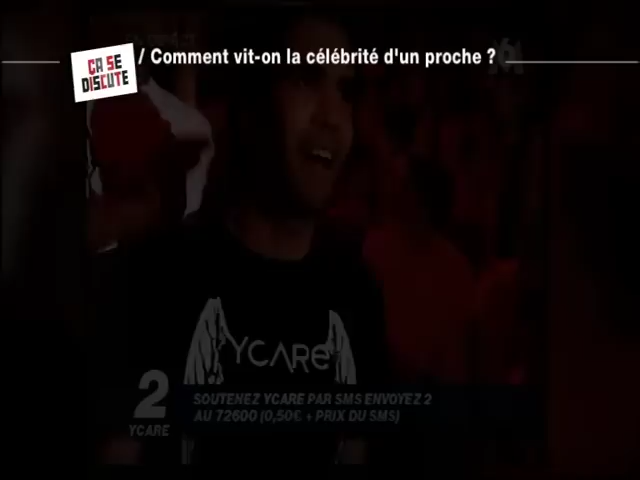 ÇA SE
DISCUTE
/ Comment vit-on la célébrité d'un proche ?
YCARE
2
YCARE
SOUTENEZ YCARE PAR SMS ENVOYEZ 2
AU 72600 (0,50€ + PRIX DU SMS)